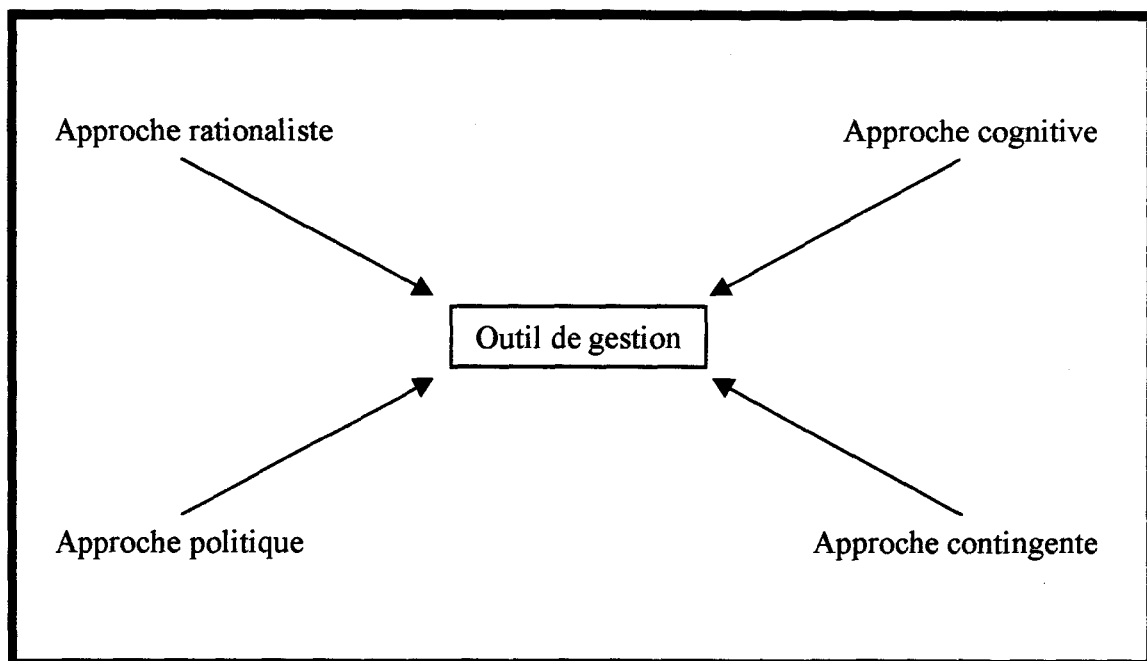 Approche rationaliste
Approche cognitive
Outil de gestion
Approche politique
Approche contingente